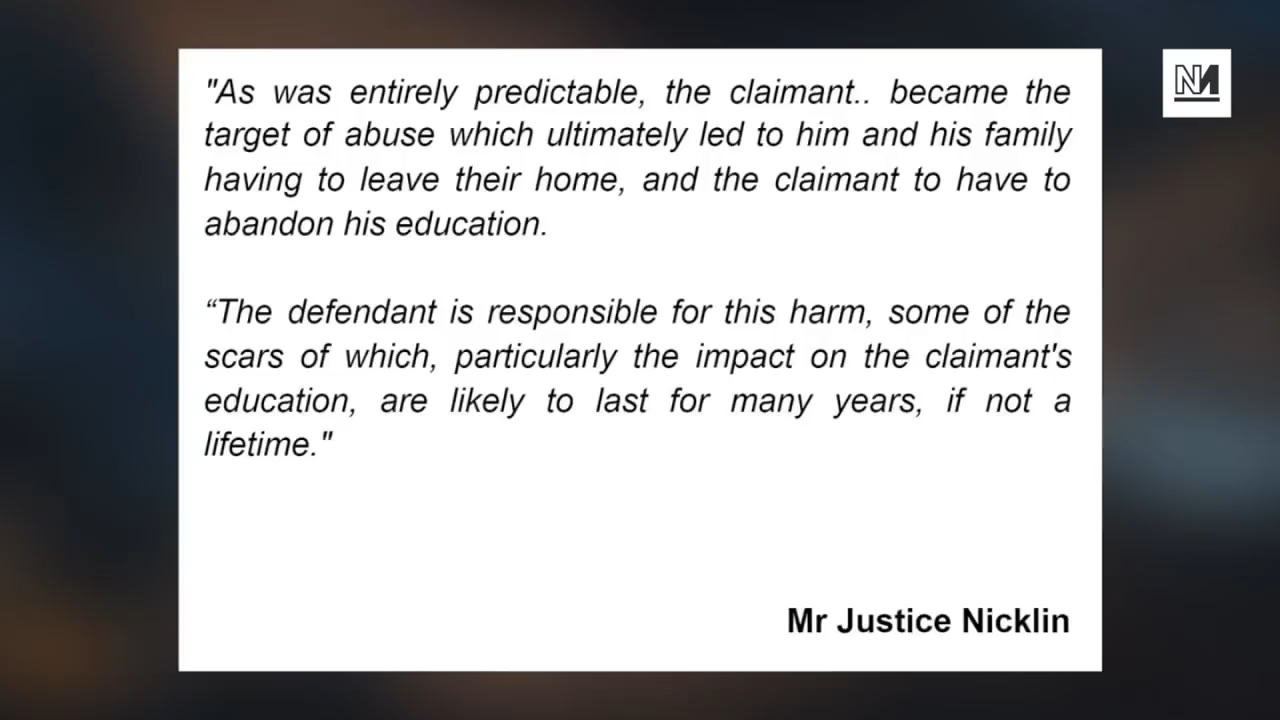 "As was entirely predictable, the claimant.. became the
target of abuse which ultimately led to him and his family
having to leave their home, and the claimant to have to
abandon his education.
“The defendant is responsible for this harm, some of the
scars of which, particularly the impact on the claimant's
education, are likely to last for many years, if not a
lifetime."
Mr Justice Nicklin
NM